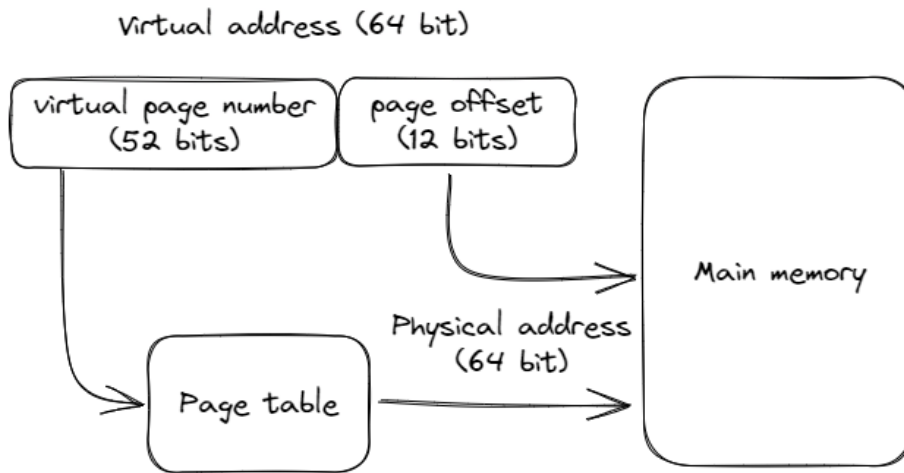 Virtual address (64 bit)
virtual page number
(52 bits)
page offset
(12 bits)
Main memory
Physical address
(64 bit)
Page table